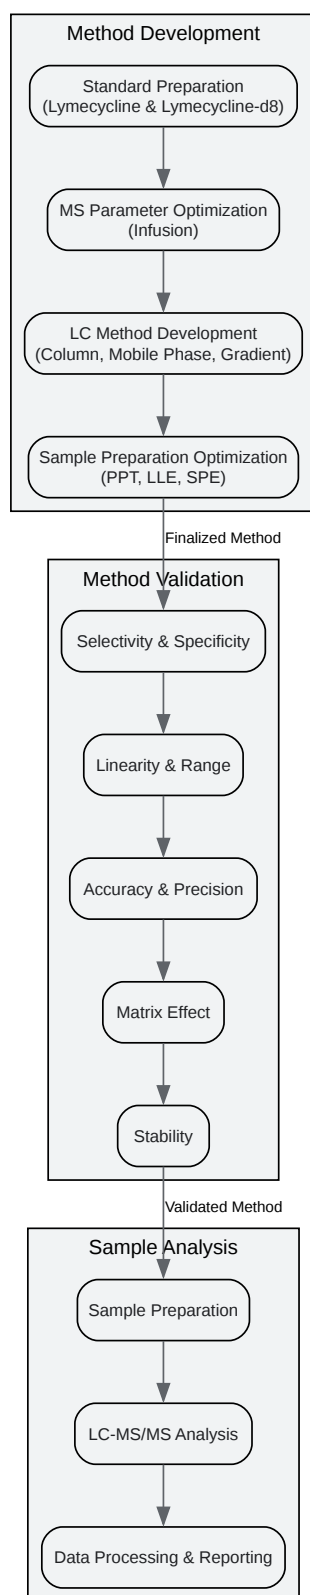 Method Development
Standard Preparation
(Lymecycline & Lymecycline-d8)
MS Parameter Optimization
(Infusion)
LC Method Development
(Column, Mobile Phase, Gradient)
Sample Preparation Optimization
(PPT, LLE, SPE)
Finalized Method
Method Validation
Selectivity & Specificity
Linearity & Range
Accuracy & Precision
Matrix Effect
Stability
Validated Method
Sample Analysis
Sample Preparation
LC-MS/MS Analysis
Data Processing & Reporting